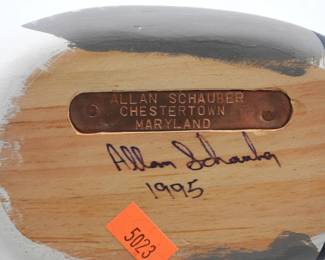 ALLAN SCHAUBER
CHESTERTOWN
MARYLAND
Allan Schauber
1995
5023